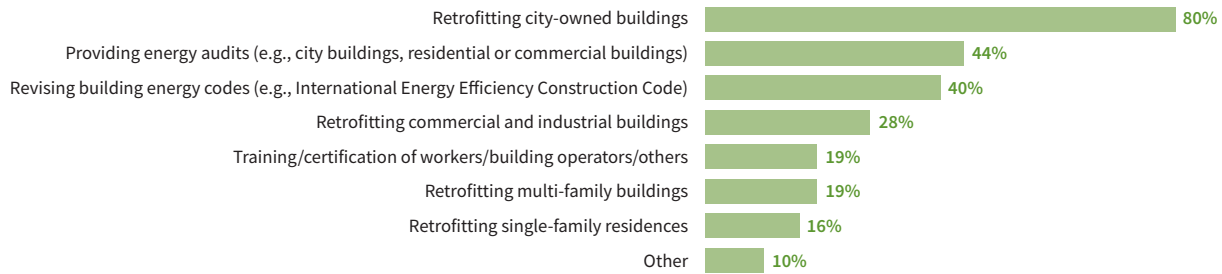 Retrofitting city-owned buildings 80%
Providing energy audits (e.g., city buildings, residential or commercial buildings) 44%
Revising building energy codes (e.g., International Energy Efficiency Construction Code) 40%
Retrofitting commercial and industrial buildings 28%
Training/certification of workers/building operators/others 19%
Retrofitting multi-family buildings 19%
Retrofitting single-family residences 16%
Other 10%